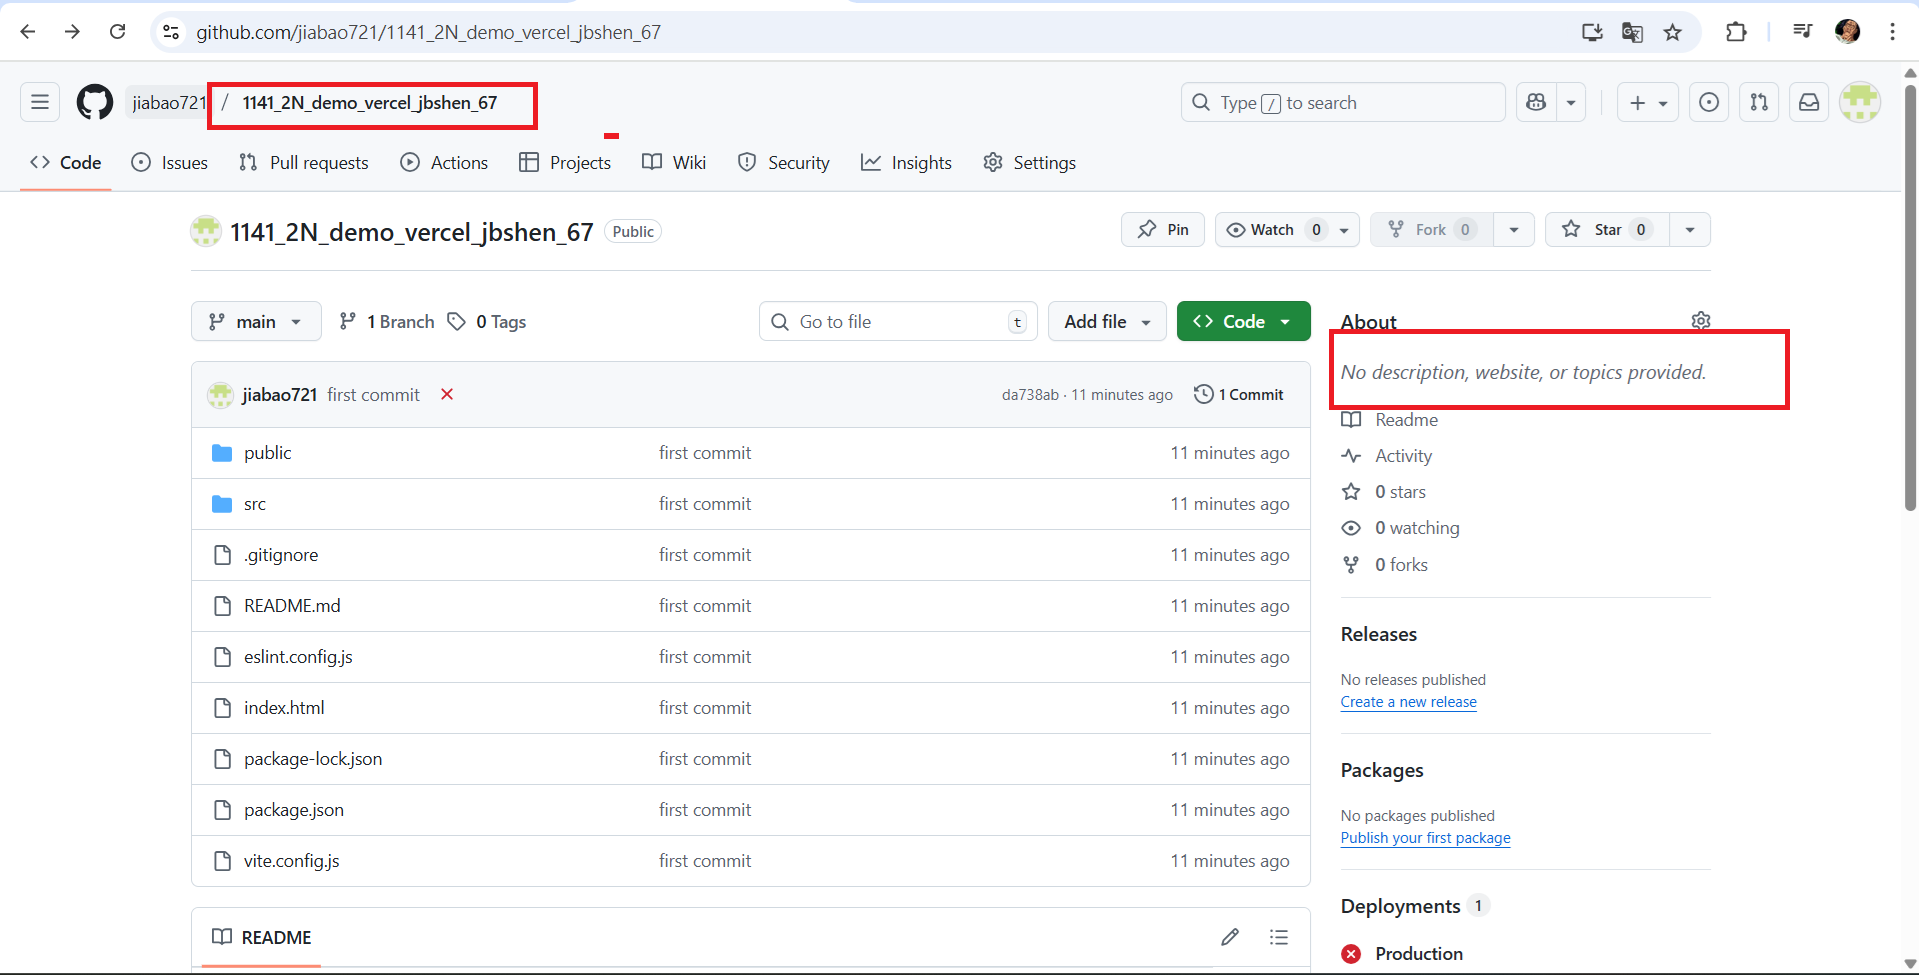 github.com/jiabao721/1141_2N_demo_vercel_jbshen_67
jiabao721 / 1141_2N_demo_vercel_jbshen_67
Type / to search
Code Issues Pull requests Actions Projects Wiki Security Insights Settings
1141_2N_demo_vercel_jbshen_67 Public
Pin Watch 0 Fork 0 Star 0
main 1 Branch 0 Tags Go to file t Add file Code
jiabao721 first commit da738ab · 11 minutes ago 1 Commit
public first commit 11 minutes ago
src first commit 11 minutes ago
.gitignore first commit 11 minutes ago
README.md first commit 11 minutes ago
eslint.config.js first commit 11 minutes ago
index.html first commit 11 minutes ago
package-lock.json first commit 11 minutes ago
package.json first commit 11 minutes ago
vite.config.js first commit 11 minutes ago
README
About
No description, website, or topics provided.
Readme
Activity
0 stars
0 watching
0 forks
Releases
No releases published
Create a new release
Packages
No packages published
Publish your first package
Deployments 1
Production